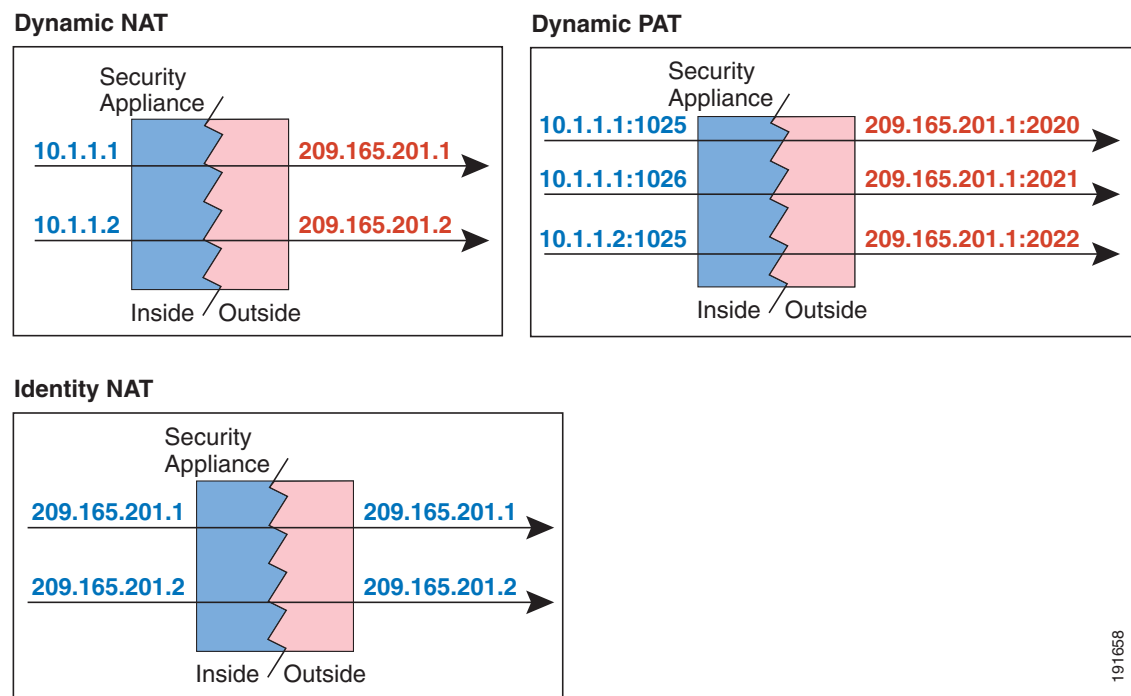 Dynamic NAT
Security
Appliance
10.1.1.1
209.165.201.1
10.1.1.2
209.165.201.2
Inside
Outside
Dynamic PAT
Security
Appliance
10.1.1.1:1025
209.165.201.1:2020
10.1.1.1:1026
209.165.201.1:2021
10.1.1.2:1025
209.165.201.1:2022
Inside
Outside
Identity NAT
Security
Appliance
209.165.201.1
209.165.201.1
209.165.201.2
209.165.201.2
Inside
Outside
191658